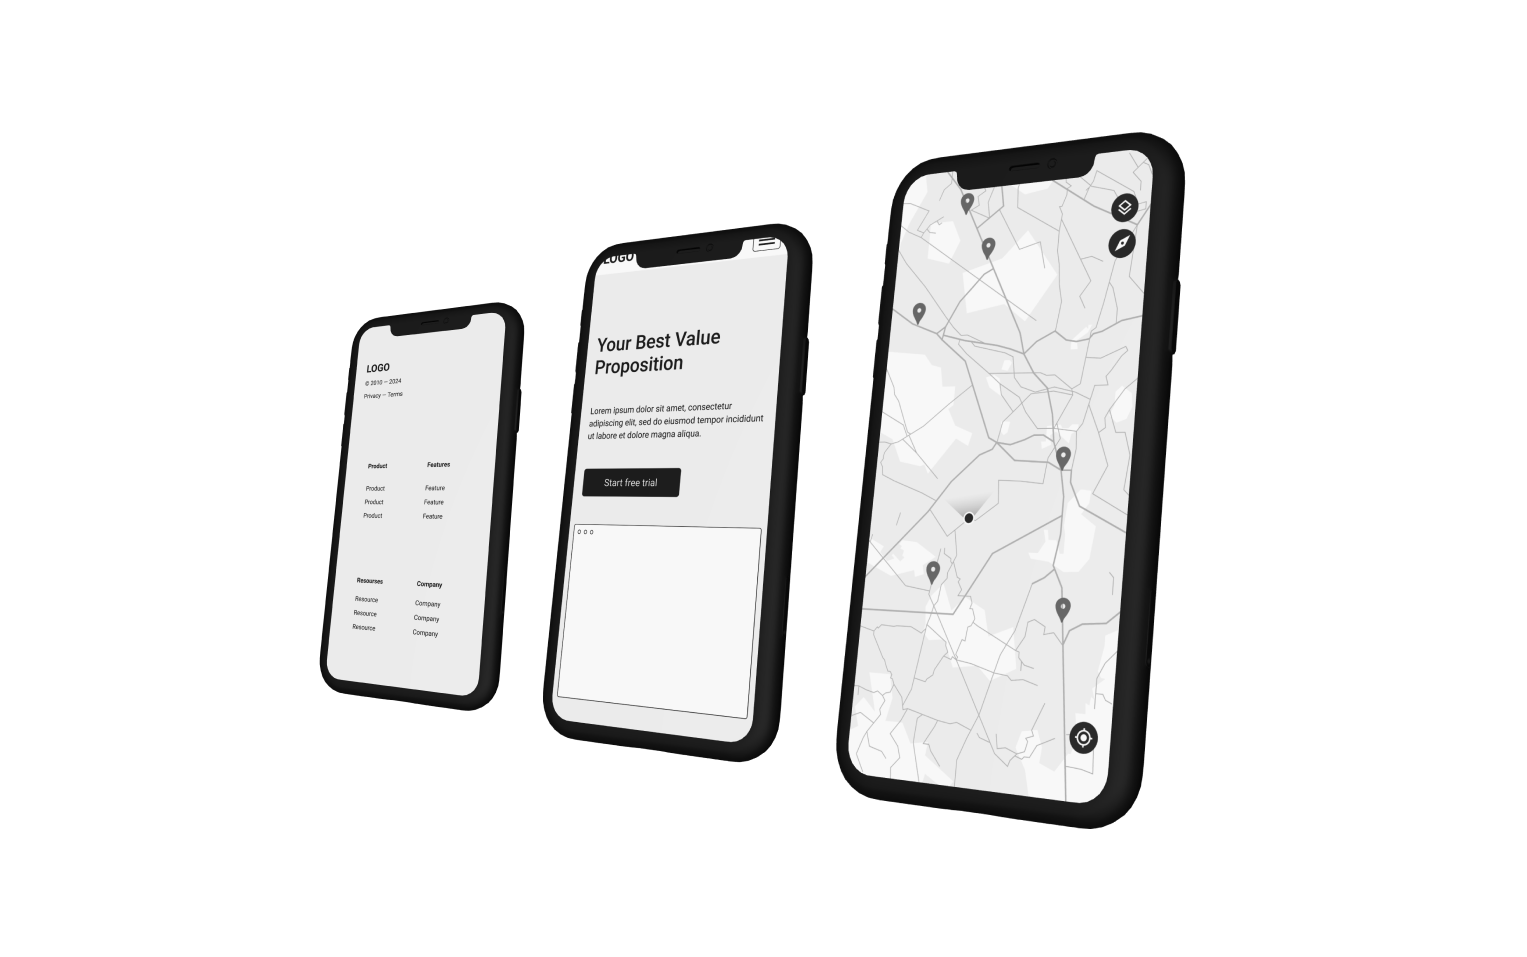 LOGO
© 2010 — 2024
Privacy — Terms
Product
Features
Product
Feature
Product
Feature
Product
Feature
Resourses
Company
Resource
Company
Resource
Company
Resource
Company
LOGO
Your Best Value
Proposition
Lorem ipsum dolor sit amet, consectetur
adipiscing elit, sed do eiusmod tempor incididunt
ut labore et dolore magna aliqua.
Start free trial